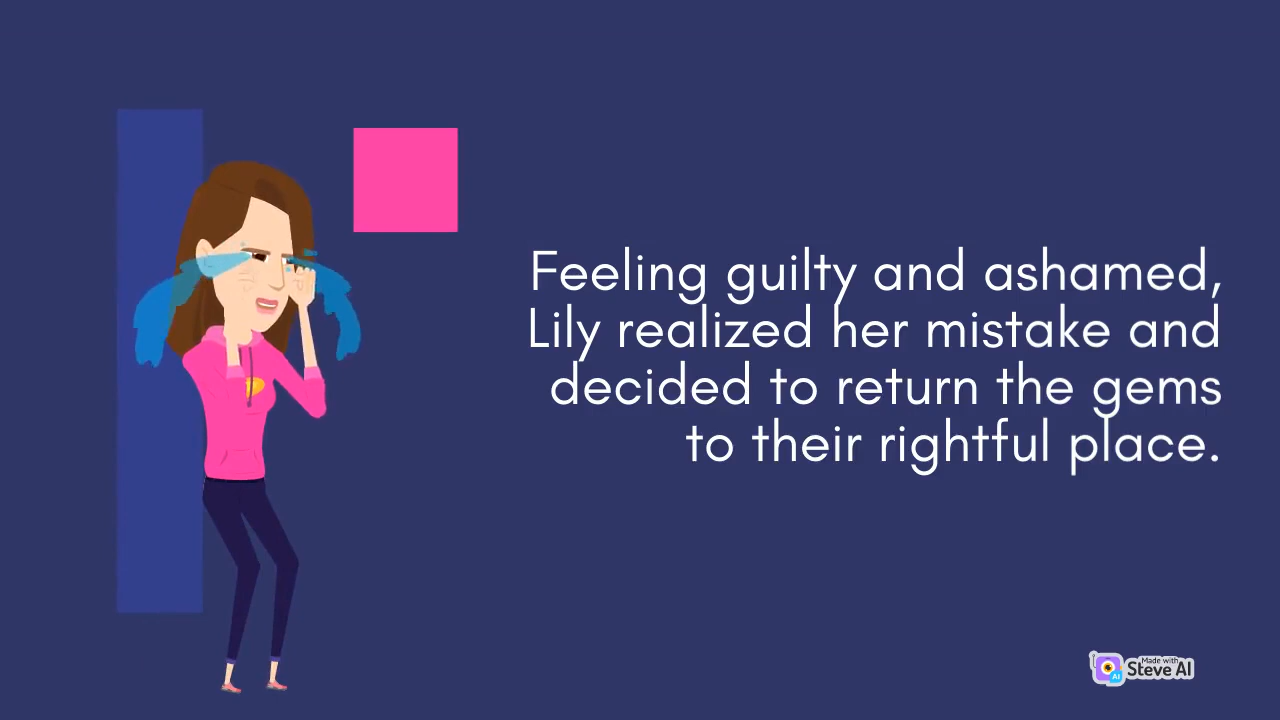 Feeling guilty and ashamed,
Lily realized her mistake and
decided to return the gems
to their rightful place.
Made with
Steve AI
AI